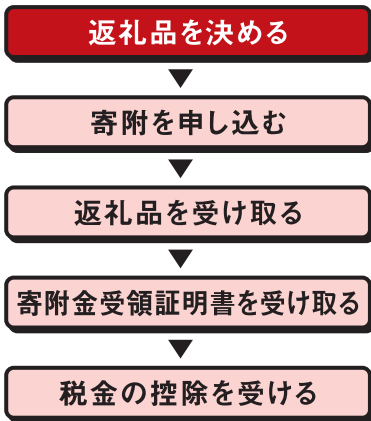 返礼品を決める
寄附を申し込む
返礼品を受け取る
寄附金受領証明書を受け取る
税金の控除を受ける